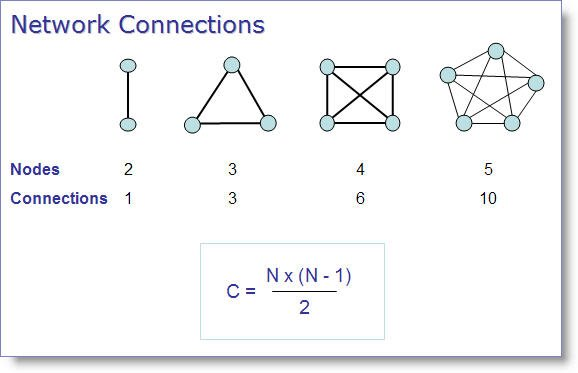 Network Connections
Nodes 2 3 4 5
Connections 1 3 6 10
C = N x (N - 1)
2